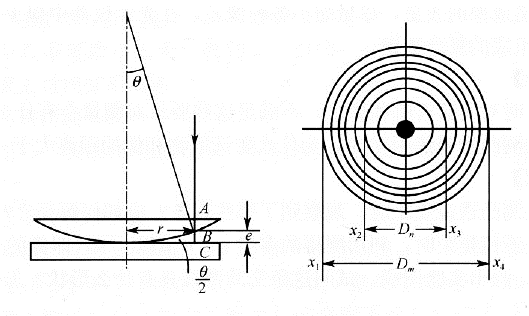 θ
r
A
B
C
e
θ
2
x₂ Dₙ x₃
x₁ Dₘ x₄